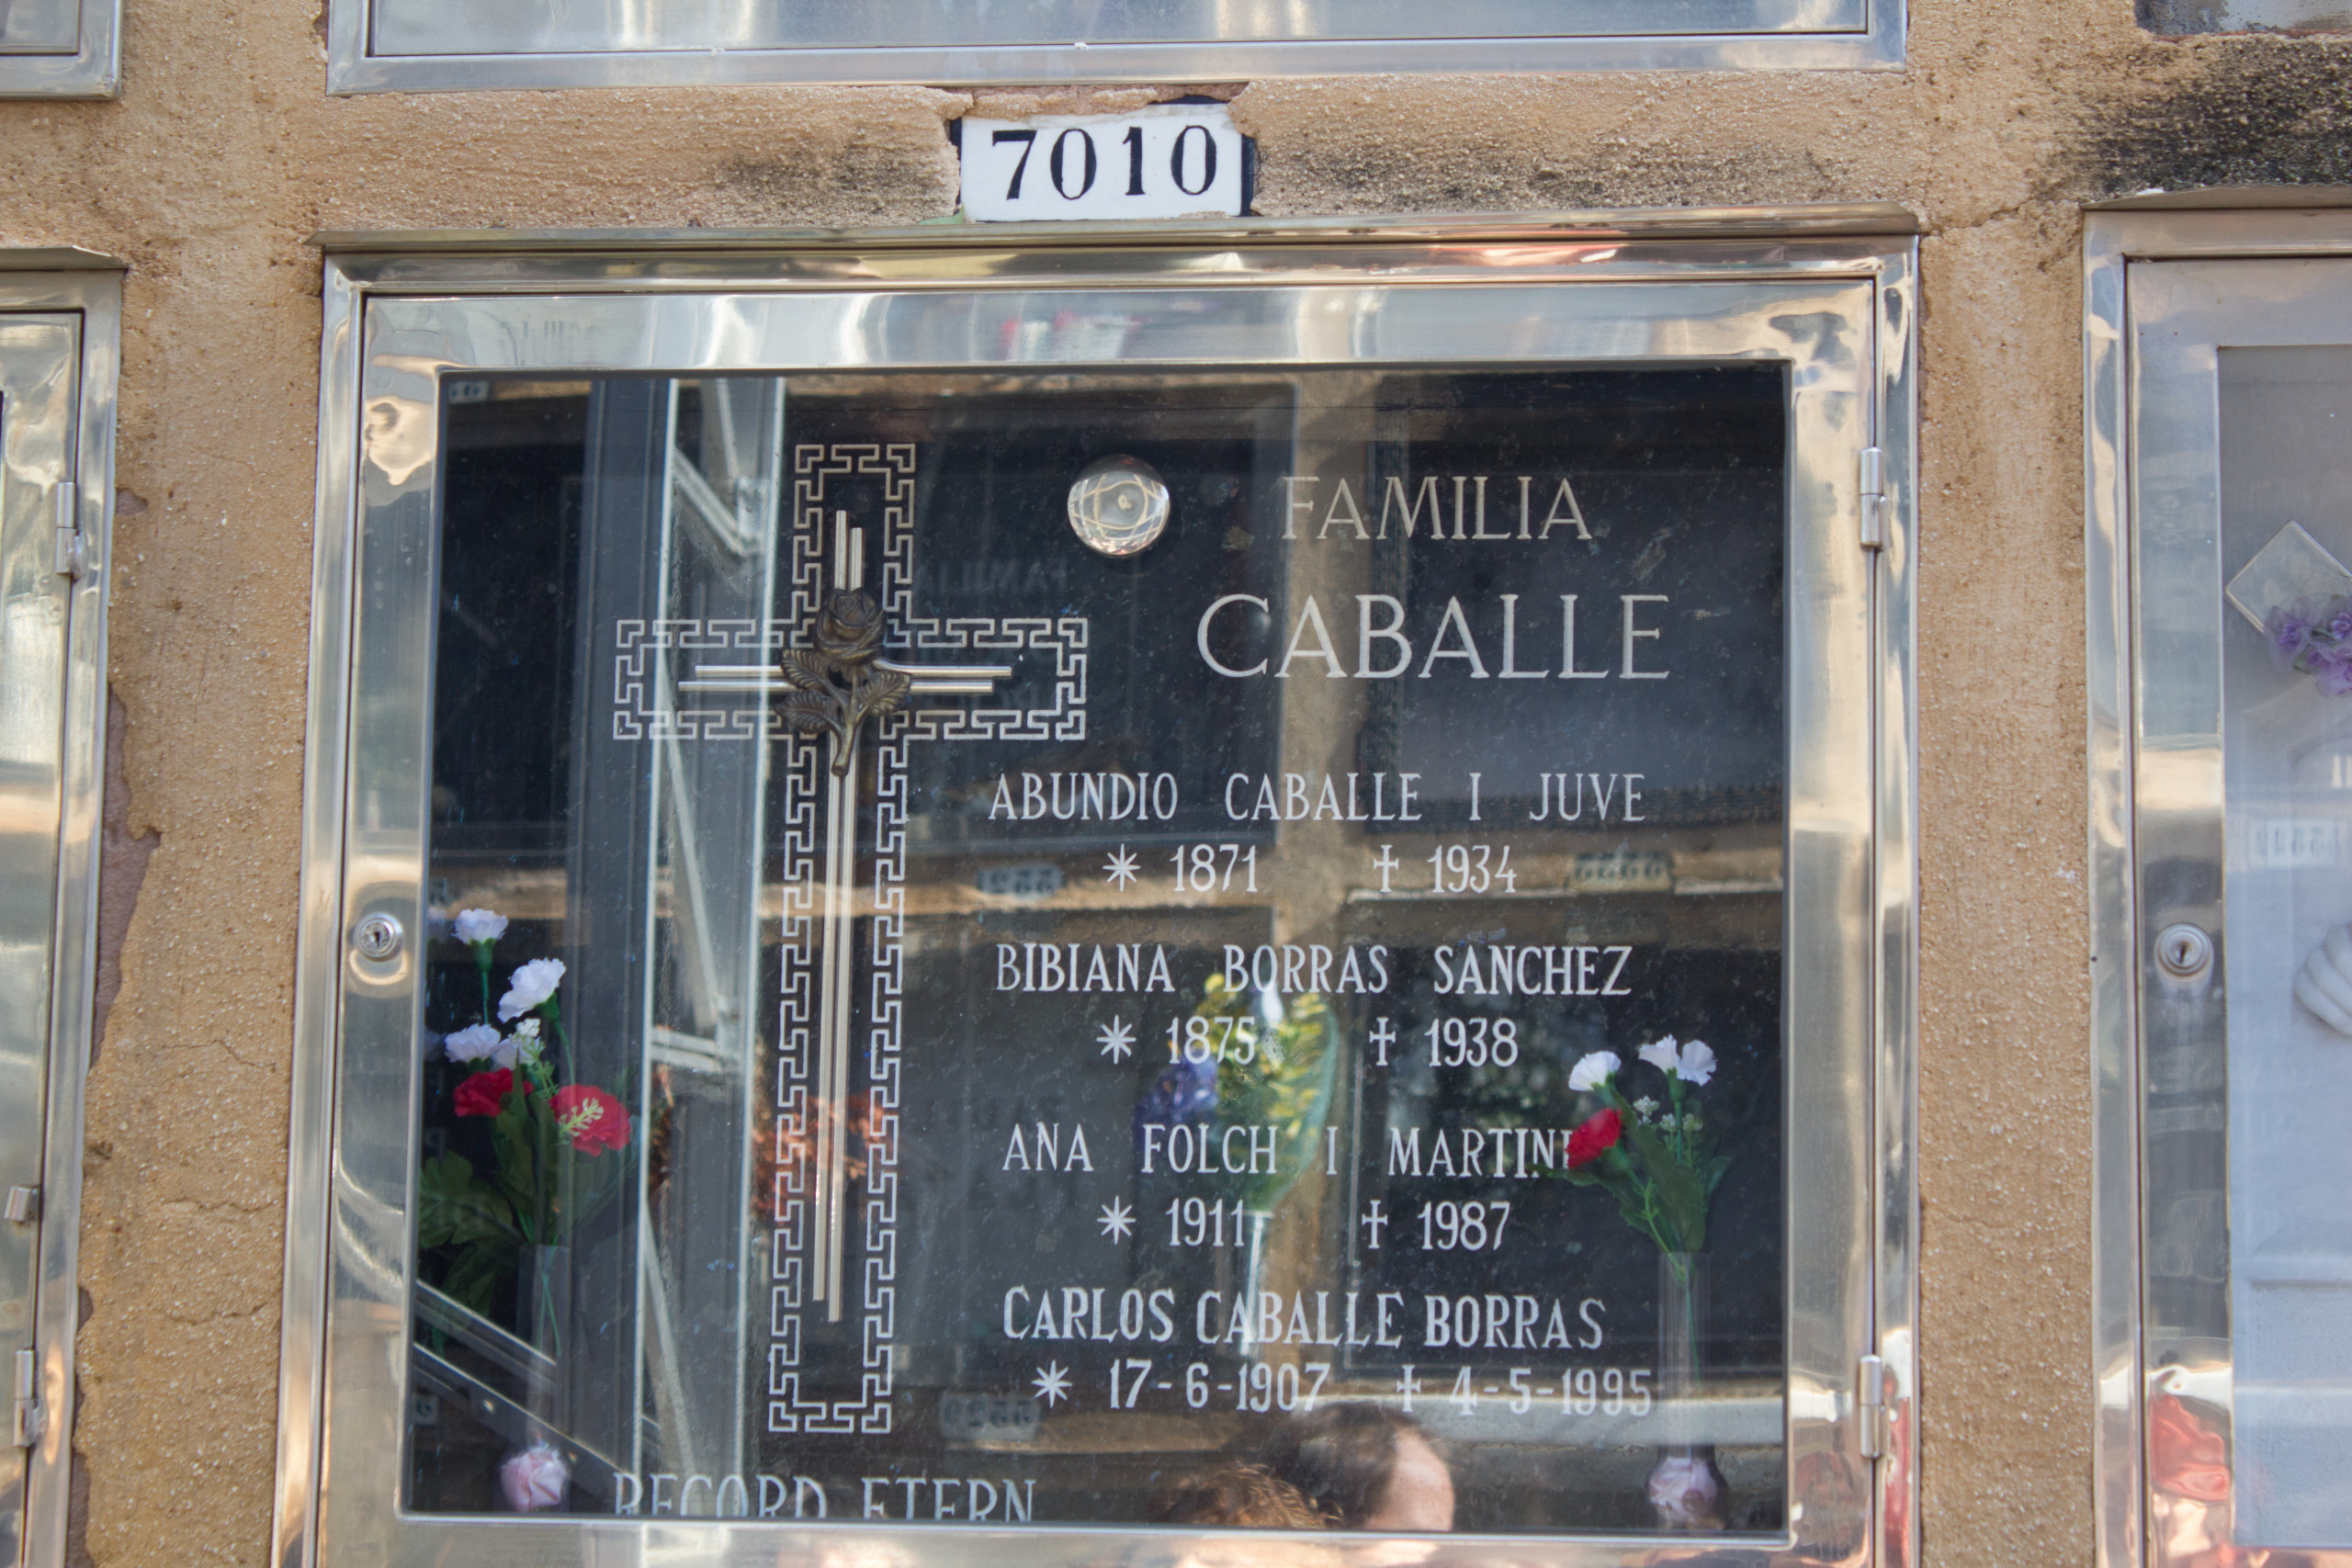 7010
FAMILIA
CABALLE
ABUNDIO CABALLE I JUVE
* 1871 † 1934
BIBIANA BORRAS SANCHEZ
* 1875 † 1938
ANA FOLCH I
* 1911 † 1987
CARLOS CABALLE BORRAS
* 17-6-1907 † 4-5-1995
RECORD ETERN